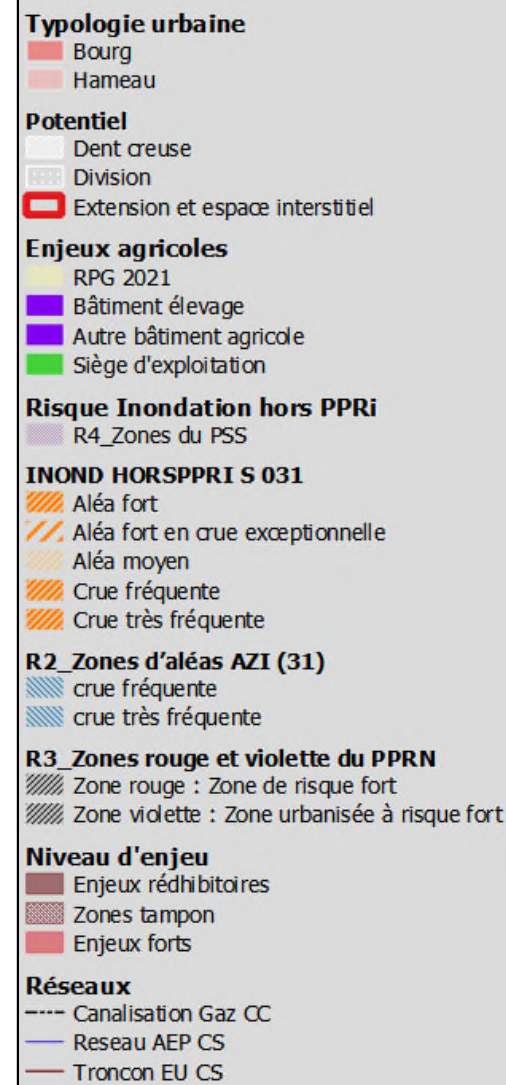 Typologie urbaine
Bourg
Hameau
Potentiel
Dent creuse
Division
Extension et espace interstitiel
Enjeux agricoles
RPG 2021
Bâtiment élevage
Autre bâtiment agricole
Siège d'exploitation
Risque Inondation hors PPRi
R4_Zones du PSS
INOND HORSPPRI S 031
Aléa fort
Aléa fort en crue exceptionnelle
Aléa moyen
Crue fréquente
Crue très fréquente
R2_Zones d’aléas AZI (31)
crue fréquente
crue très fréquente
R3_Zones rouge et violette du PPRN
Zone rouge : Zone de risque fort
Zone violette : Zone urbanisée à risque fort
Niveau d'enjeu
Enjeux rédhibitoires
Zones tampon
Enjeux forts
Réseaux
Canalisation Gaz CC
Reseau AEP CS
Troncon EU CS